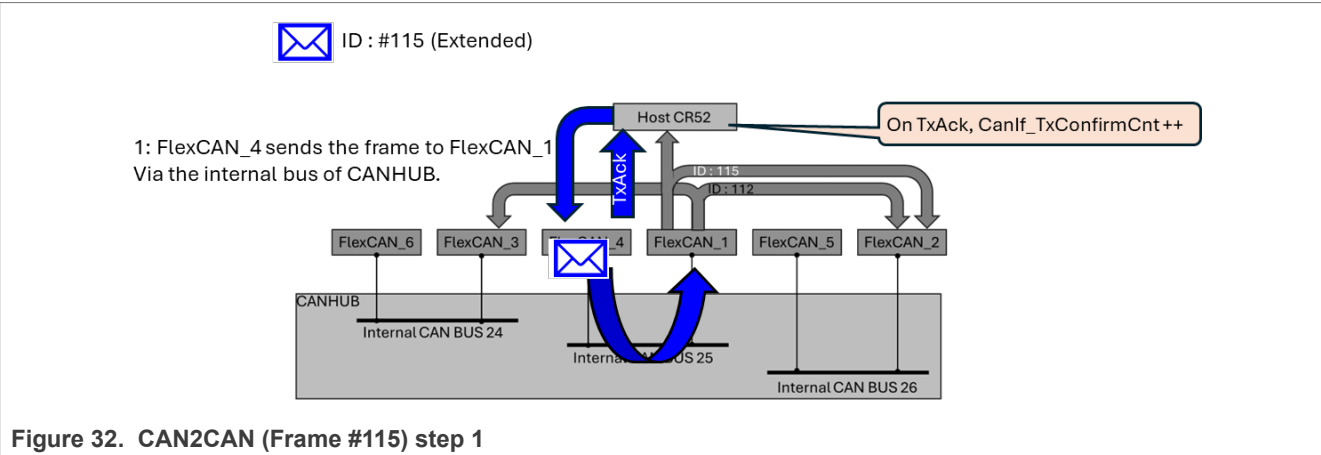 ID : #115 (Extended)
Host CR52
On TxAck, CanIf_TxConfirmCnt ++
1: FlexCAN_4 sends the frame to FlexCAN_1
Via the internal bus of CANHUB.
TxAck
ID : 115
ID : 112
FlexCAN_6
FlexCAN_3
_4
FlexCAN_1
FlexCAN_5
FlexCAN_2
CANHUB
Internal CAN BUS 24
BUS 25
Internal CAN BUS 26
Figure 32. CAN2CAN (Frame #115) step 1